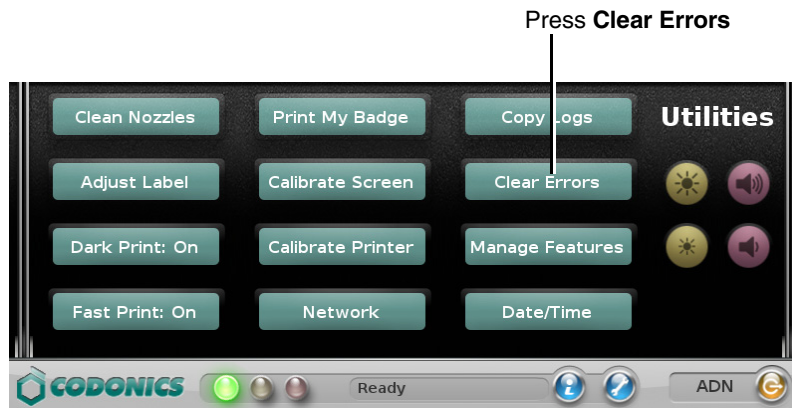 Press Clear Errors
Clean Nozzles Print My Badge Copy Logs Utilities
Adjust Label Calibrate Screen Clear Errors
Dark Print: On Calibrate Printer Manage Features
Fast Print: On Network Date/Time
CODONICS Ready i ADN